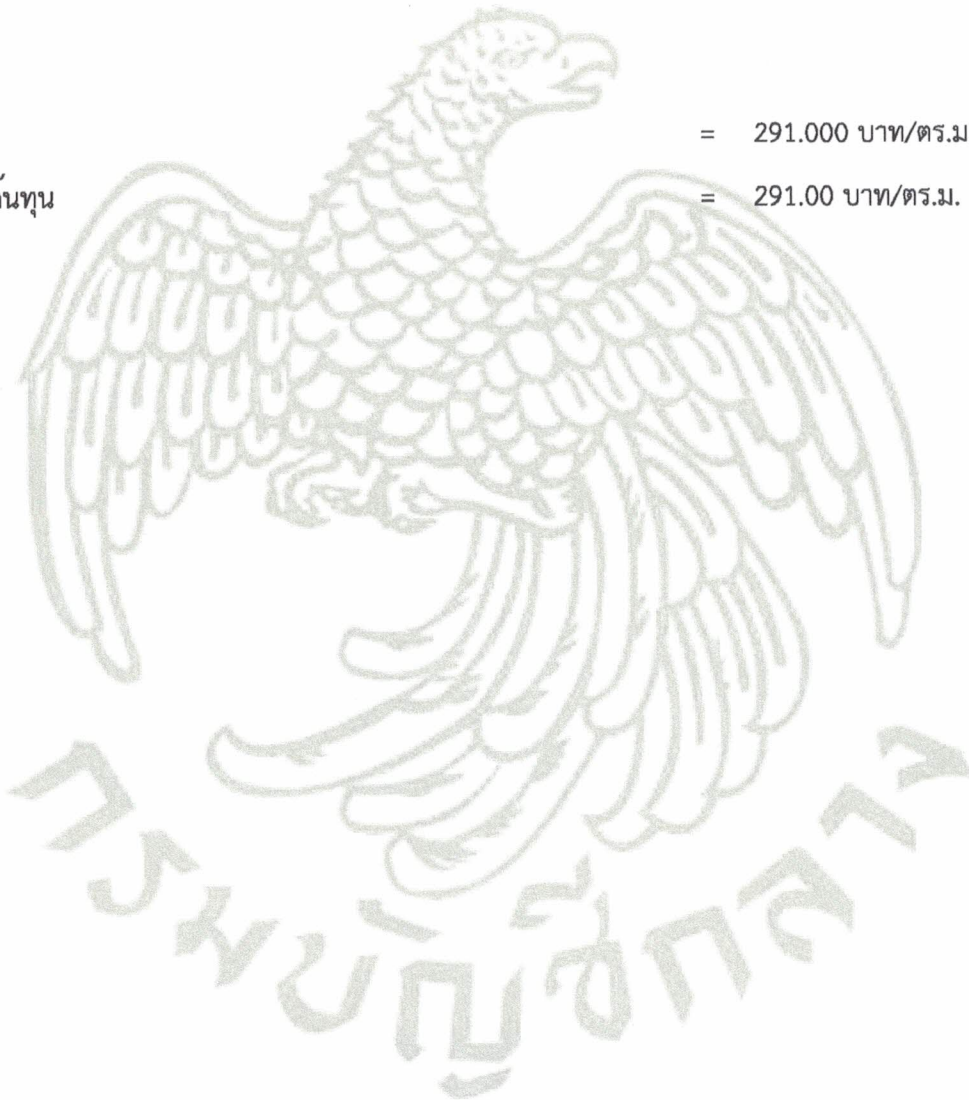 = 291.000 บาท/ตร.ม
้นทุน = 291.00 บาท/ตร.ม.
กรมบัญชีกลาง